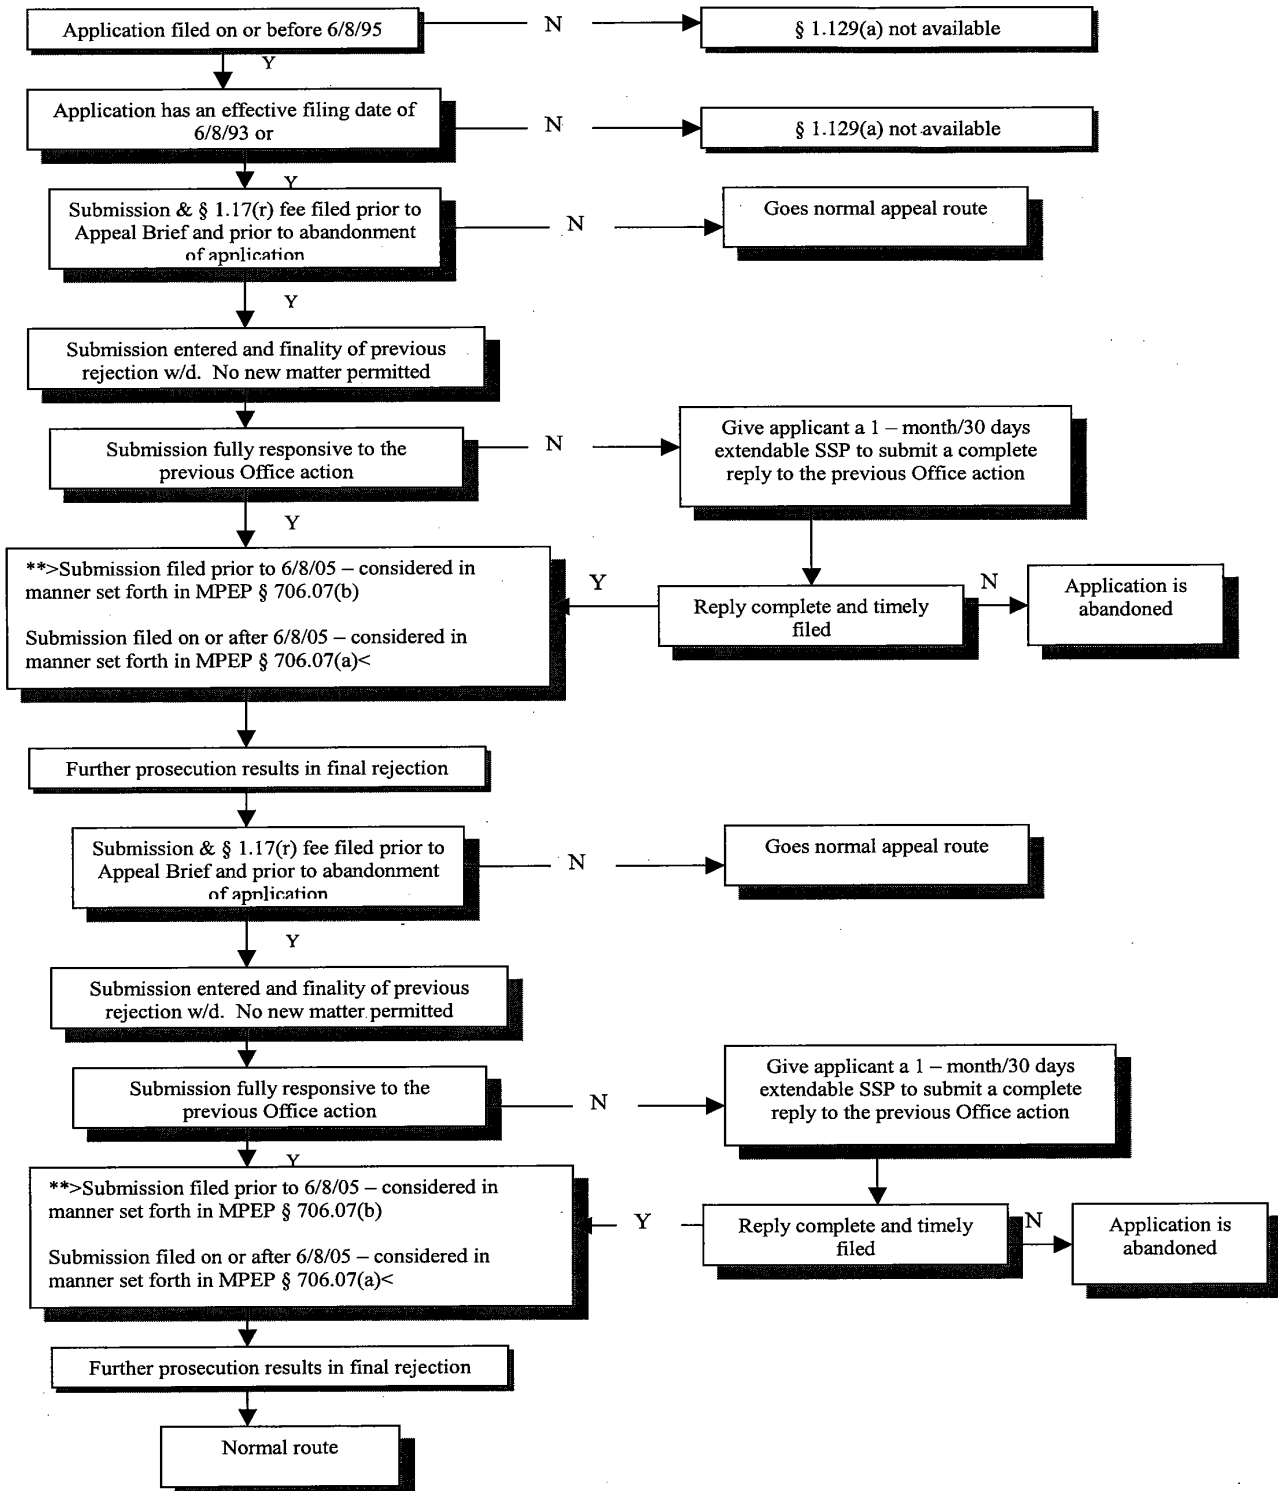 Application filed on or before 6/8/95
N
§ 1.129(a) not available
Y
Application has an effective filing date of
6/8/93 or
N
§ 1.129(a) not available
Y
Submission & § 1.17(r) fee filed prior to
Appeal Brief and prior to abandonment
of application
N
Goes normal appeal route
Y
Submission entered and finality of previous
rejection w/d. No new matter permitted
Submission fully responsive to the
previous Office action
N
Give applicant a 1 – month/30 days
extendable SSP to submit a complete
reply to the previous Office action
Y
**>Submission filed prior to 6/8/05 – considered in
manner set forth in MPEP § 706.07(b)
Submission filed on or after 6/8/05 – considered in
manner set forth in MPEP § 706.07(a)<
Y
Reply complete and timely
filed
N
Application is
abandoned
Further prosecution results in final rejection
Submission & § 1.17(r) fee filed prior to
Appeal Brief and prior to abandonment
of application
N
Goes normal appeal route
Y
Submission entered and finality of previous
rejection w/d. No new matter permitted
Submission fully responsive to the
previous Office action
N
Give applicant a 1 – month/30 days
extendable SSP to submit a complete
reply to the previous Office action
Y
**>Submission filed prior to 6/8/05 – considered in
manner set forth in MPEP § 706.07(b)
Submission filed on or after 6/8/05 – considered in
manner set forth in MPEP § 706.07(a)<
Y
Reply complete and timely
filed
N
Application is
abandoned
Further prosecution results in final rejection
Normal route